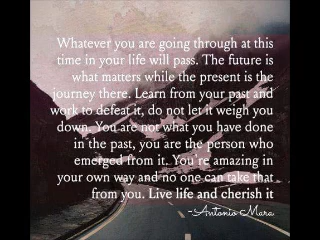 Whatever you are going through at this
time in your life will pass. The future is
what matters while the present is the
journey there. Learn from your past and
work to defeat it, do not let it weigh you
down. You are not what you have done
in the past, you are the person who
emerged from it. You're amazing in
your own way and no one can take that
from you. Live life and cherish it
-Antonio Mara